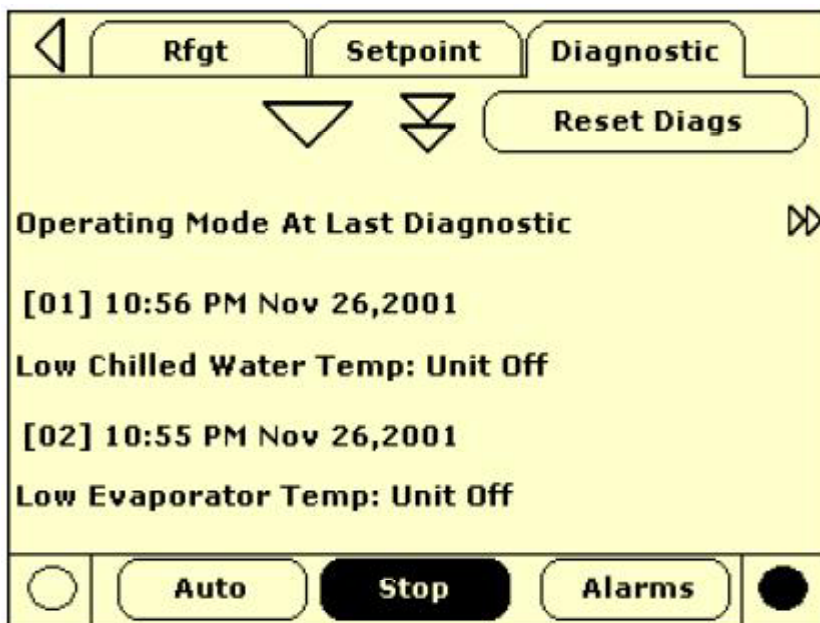 Rfgt Setpoint Diagnostic
Reset Diags
Operating Mode At Last Diagnostic
[01] 10:56 PM Nov 26,2001
Low Chilled Water Temp: Unit Off
[02] 10:55 PM Nov 26,2001
Low Evaporator Temp: Unit Off
Auto Stop Alarms